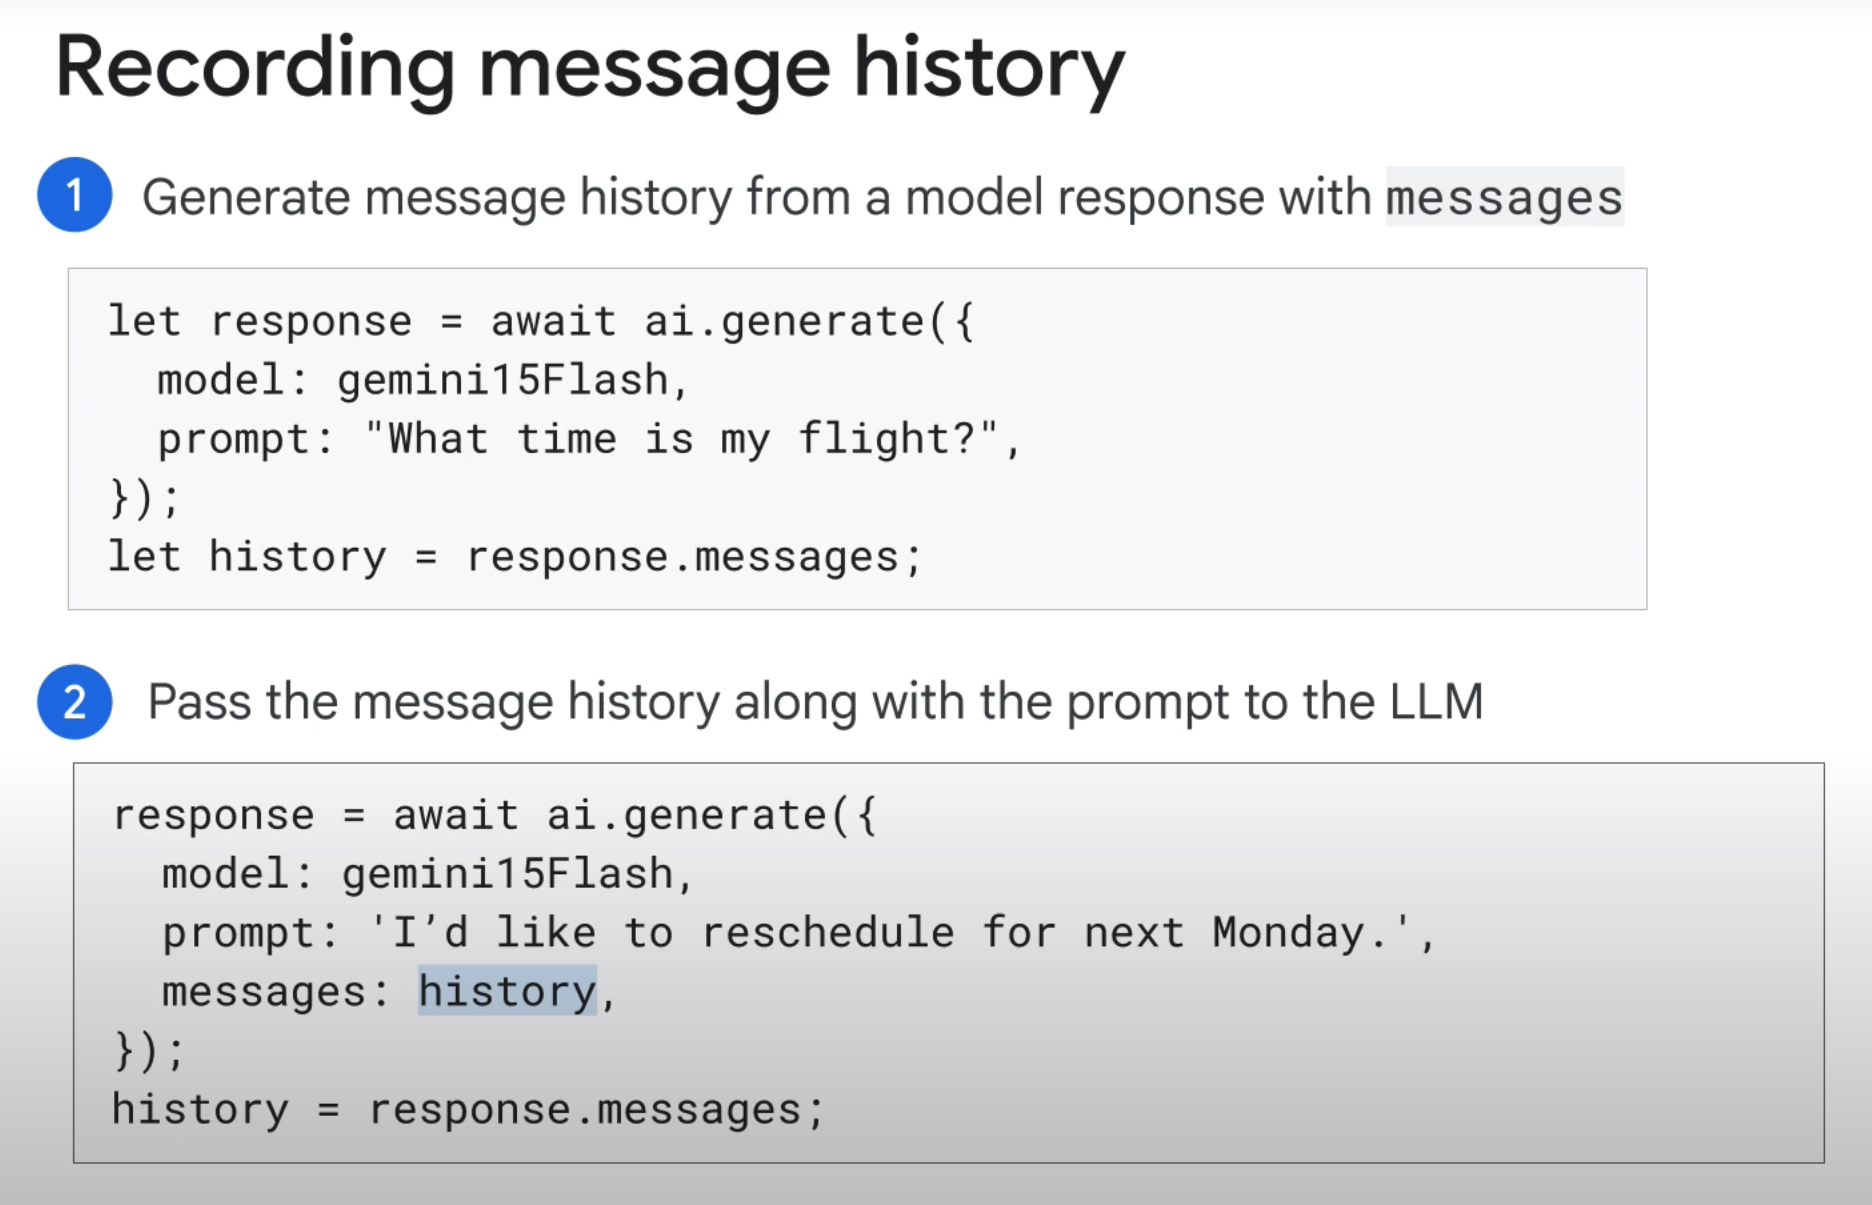 Recording message history
1 Generate message history from a model response with messages
let response = await ai.generate({
  model: gemini15Flash,
  prompt: "What time is my flight?",
});
let history = response.messages;
2 Pass the message history along with the prompt to the LLM
response = await ai.generate({
  model: gemini15Flash,
  prompt: 'I’d like to reschedule for next Monday.',
  messages: history,
});
history = response.messages;